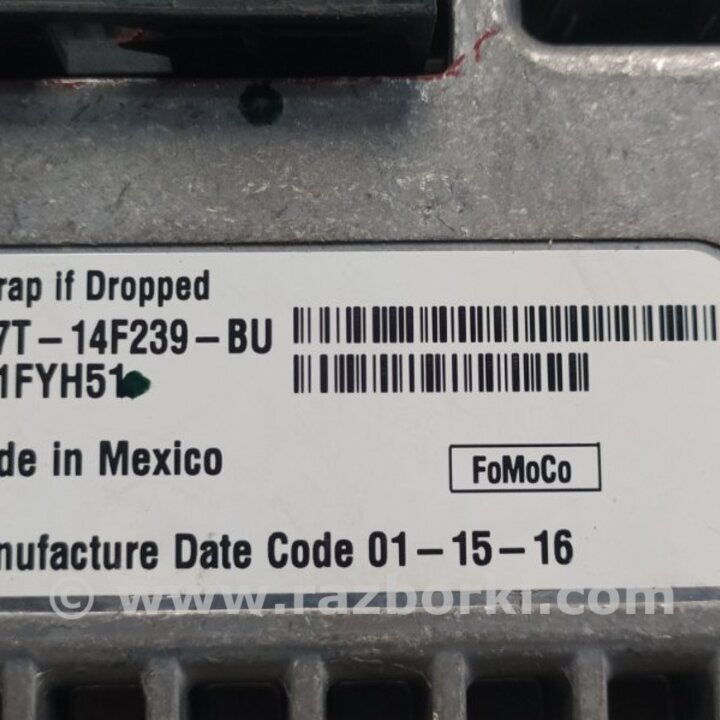 rap if Dropped
7T-14F239-BU
1FYH51
de in Mexico
FoMoCo
nufacture Date Code 01-15-16
© www.razborki.com